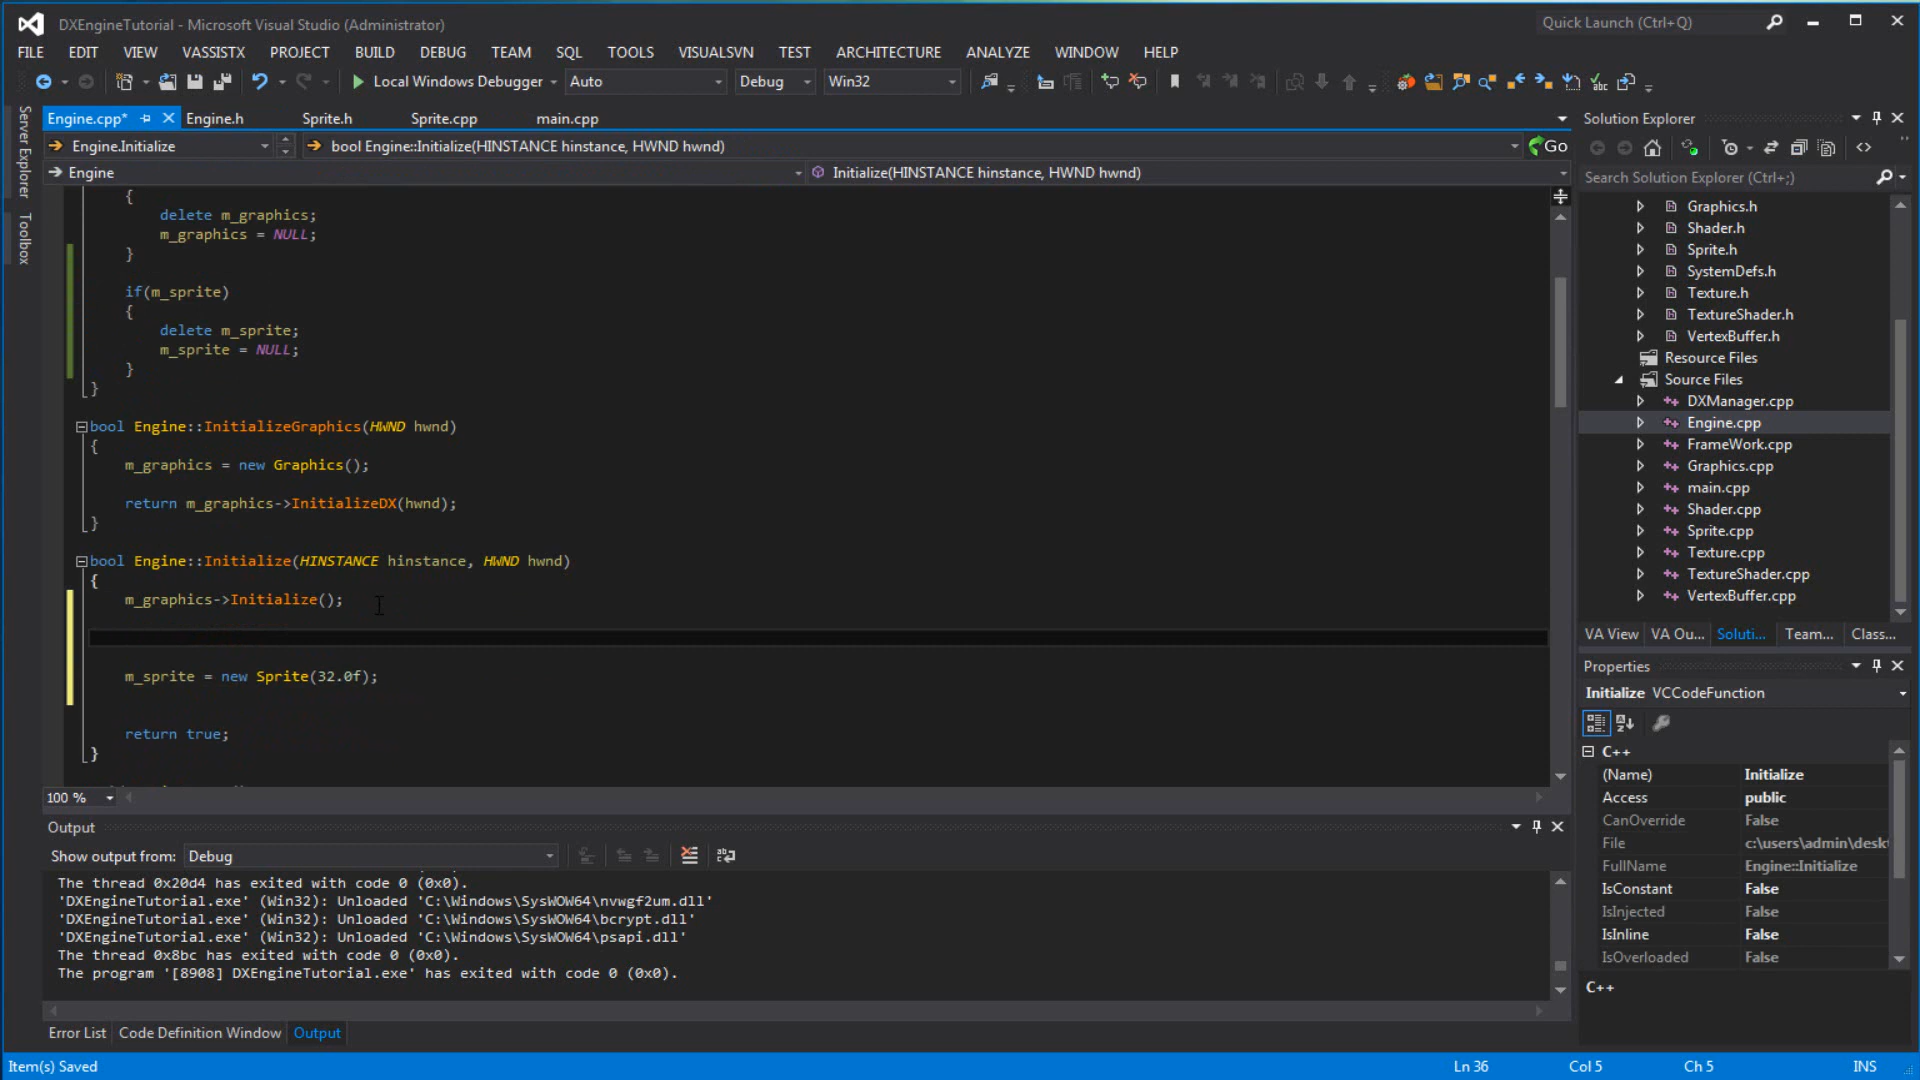 DXEngineTutorial - Microsoft Visual Studio (Administrator)
Quick Launch (Ctrl+Q)
FILE EDIT VIEW VASSISTX PROJECT BUILD DEBUG TEAM SQL TOOLS VISUALSVN TEST ARCHITECTURE ANALYZE WINDOW HELP
Local Windows Debugger Auto Debug Win32
Engine.cpp* Engine.h Sprite.h Sprite.cpp main.cpp
Engine.Initialize bool Engine::Initialize(HINSTANCE hinstance, HWND hwnd) Go
Engine Initialize(HINSTANCE hinstance, HWND hwnd)
Server Explorer
Toolbox
{
delete m_graphics;
m_graphics = NULL;
}
if(m_sprite)
{
delete m_sprite;
m_sprite = NULL;
}
}
bool Engine::InitializeGraphics(HWND hwnd)
{
m_graphics = new Graphics();
return m_graphics->InitializeDX(hwnd);
}
bool Engine::Initialize(HINSTANCE hinstance, HWND hwnd)
{
m_graphics->Initialize();
m_sprite = new Sprite(32.0f);
return true;
}
100 %
Output
Show output from: Debug
The thread 0x20d4 has exited with code 0 (0x0).
'DXEngineTutorial.exe' (Win32): Unloaded 'C:\Windows\SysWOW64\nvwgf2um.dll'
'DXEngineTutorial.exe' (Win32): Unloaded 'C:\Windows\SysWOW64\bcrypt.dll'
'DXEngineTutorial.exe' (Win32): Unloaded 'C:\Windows\SysWOW64\psapi.dll'
The thread 0x8bc has exited with code 0 (0x0).
The program '[8908] DXEngineTutorial.exe' has exited with code 0 (0x0).
Error List Code Definition Window Output
Solution Explorer
Search Solution Explorer (Ctrl+;)
Graphics.h
Shader.h
Sprite.h
SystemDefs.h
Texture.h
TextureShader.h
VertexBuffer.h
Resource Files
Source Files
DXManager.cpp
Engine.cpp
FrameWork.cpp
Graphics.cpp
main.cpp
Shader.cpp
Sprite.cpp
Texture.cpp
TextureShader.cpp
VertexBuffer.cpp
VA View VA Ou... Soluti... Team... Class...
Properties
Initialize VCCodeFunction
C++
(Name) Initialize
Access public
CanOverride False
File c:\users\admin\desk
FullName Engine::Initialize
IsConstant False
IsInjected False
IsInline False
IsOverloaded False
C++
Item(s) Saved Ln 36 Col 5 Ch 5 INS